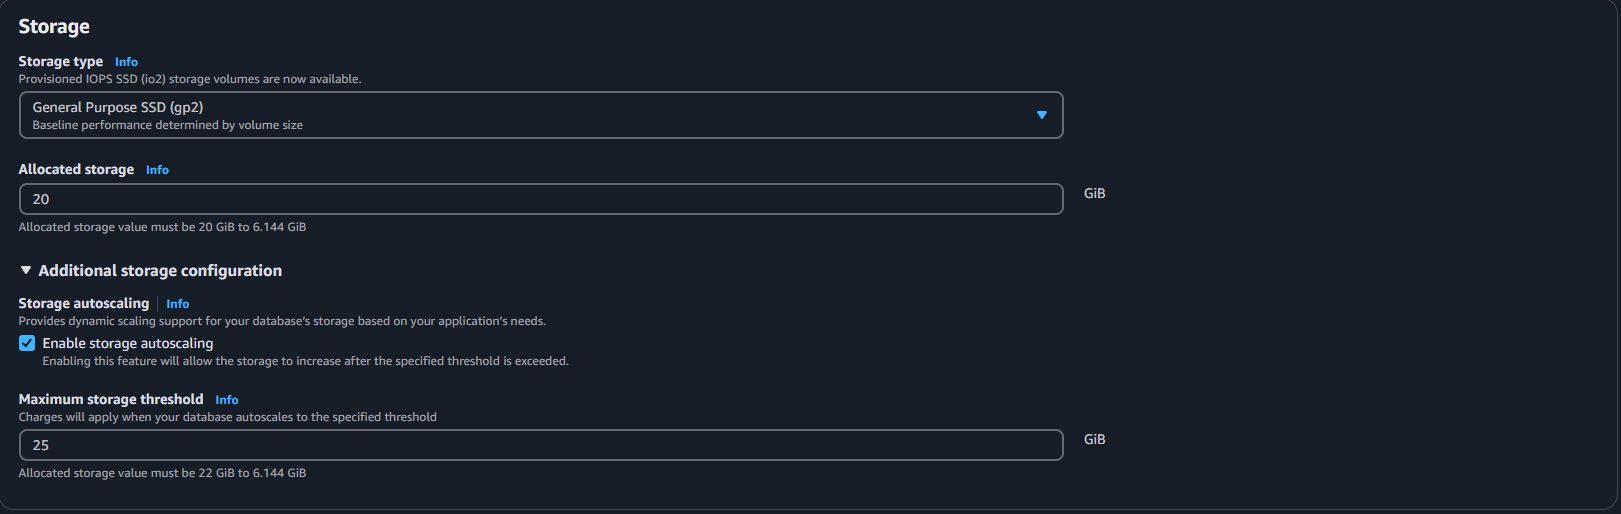 Storage
Storage type Info
Provisioned IOPS SSD (io2) storage volumes are now available.
General Purpose SSD (gp2)
Baseline performance determined by volume size
Allocated storage Info
20
GiB
Allocated storage value must be 20 GiB to 6.144 GiB
Additional storage configuration
Storage autoscaling Info
Provides dynamic scaling support for your database's storage based on your application's needs.
Enable storage autoscaling
Enabling this feature will allow the storage to increase after the specified threshold is exceeded.
Maximum storage threshold Info
Charges will apply when your database autoscales to the specified threshold
25
GiB
Allocated storage value must be 22 GiB to 6.144 GiB